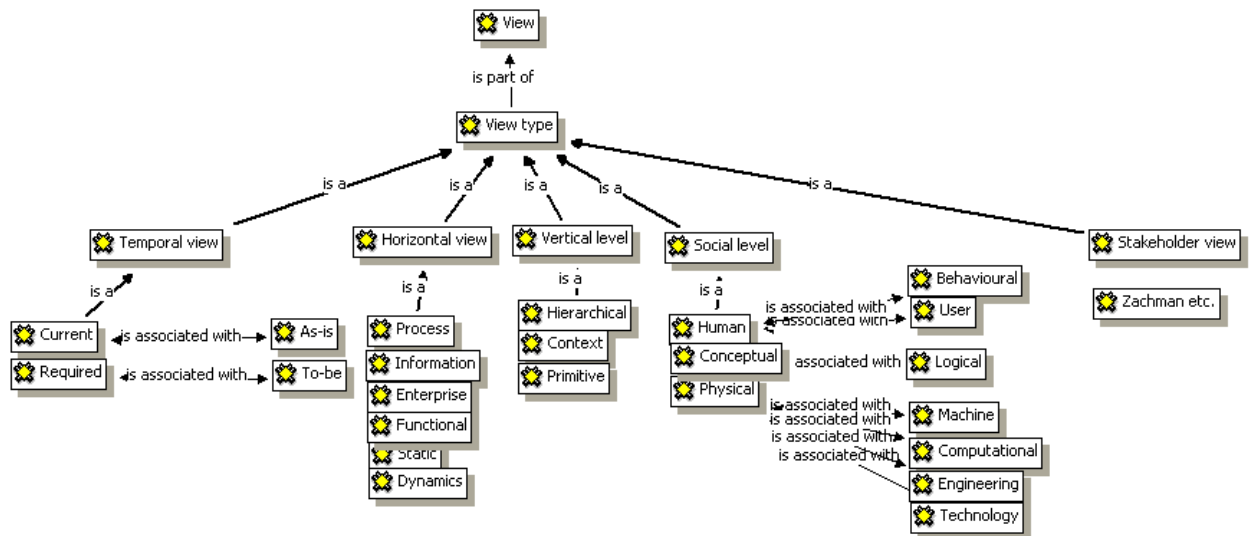 View
is part of
View type
is a
is a
is a
is a
is a
Temporal view
Horizontal view
Vertical level
Social level
Stakeholder view
is a
is a
is a
is a
Behavioural
Zachman etc.
is associated with
is associated with
User
Hierarchical
Process
Human
Current
is associated with
As-is
Context
Conceptual
associated with
Logical
Information
Required
is associated with
To-be
Primitive
Physical
Enterprise
is associated with
Machine
is associated with
Functional
is associated with
Computational
Static
is associated with
Dynamics
Engineering
Technology